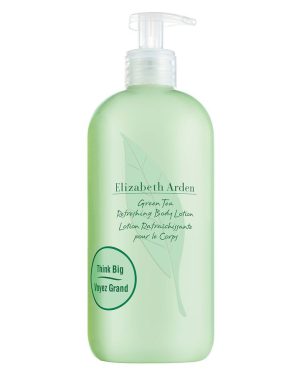 Elizabeth Arden
Green Tea
Refreshing Body Lotion
Lotion Rafraîchissante
pour le Corps
Think Big
Voyez Grand